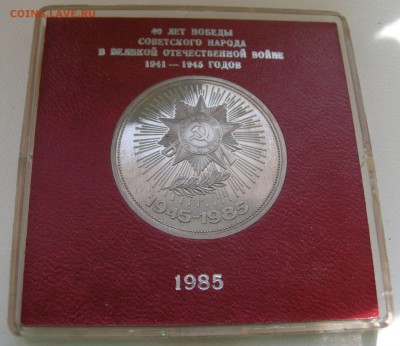 COINS.LAVE.RU
40 ЛЕТ ПОБЕДЫ
СОВЕТСКОГО НАРОДА
В ВЕЛИКОЙ ОТЕЧЕСТВЕННОЙ ВОЙНЕ
1941 — 1945 ГОДОВ
1945-1985
1985